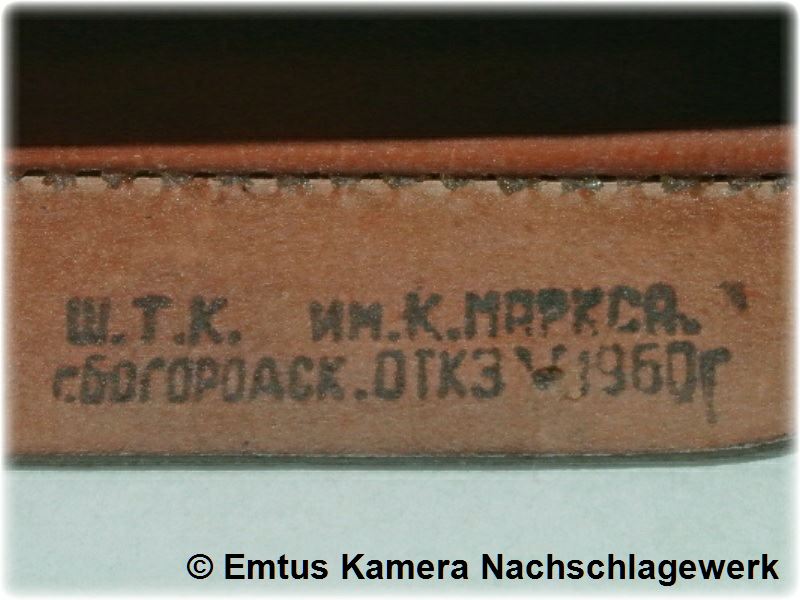 Ш.Т.К. им.К.МАРКСА.
г.БОГОРОДСК.ОТК3 V 1960г
© Emtus Kamera Nachschlagewerk